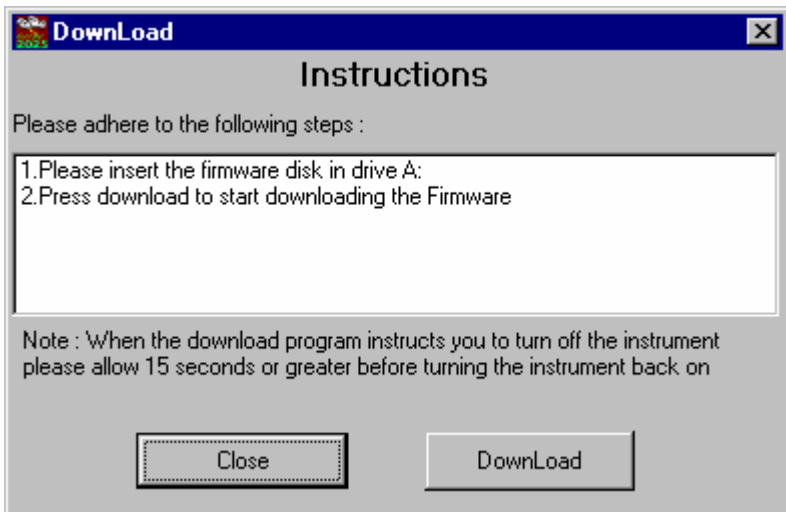 2025
DownLoad
Instructions
Please adhere to the following steps :
1.Please insert the firmware disk in drive A:
2.Press download to start downloading the Firmware
Note : When the download program instructs you to turn off the instrument
please allow 15 seconds or greater before turning the instrument back on
Close
DownLoad